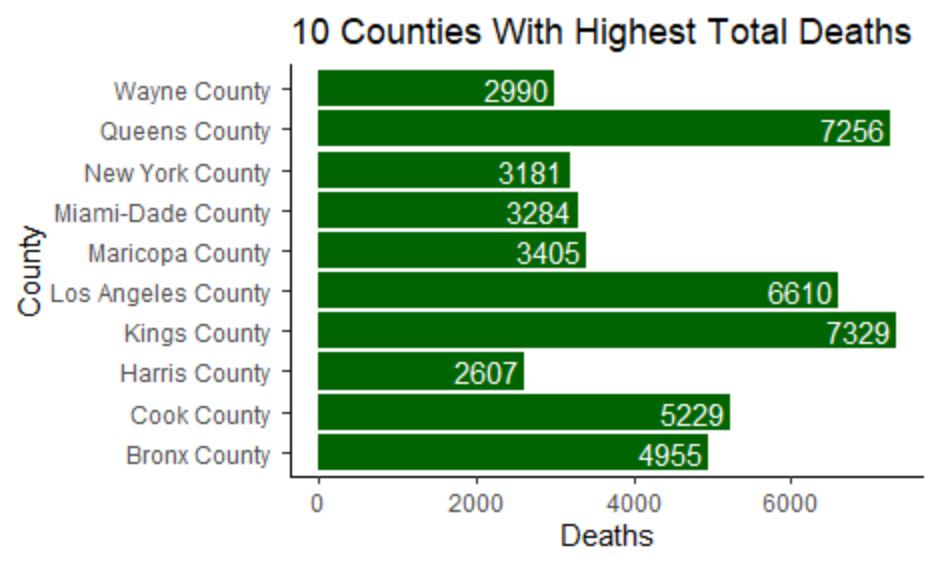 10 Counties With Highest Total Deaths
Wayne County 2990
Queens County 7256
New York County 3181
Miami-Dade County 3284
Maricopa County 3405
Los Angeles County 6610
Kings County 7329
Harris County 2607
Cook County 5229
Bronx County 4955
County
0 2000 4000 6000
Deaths